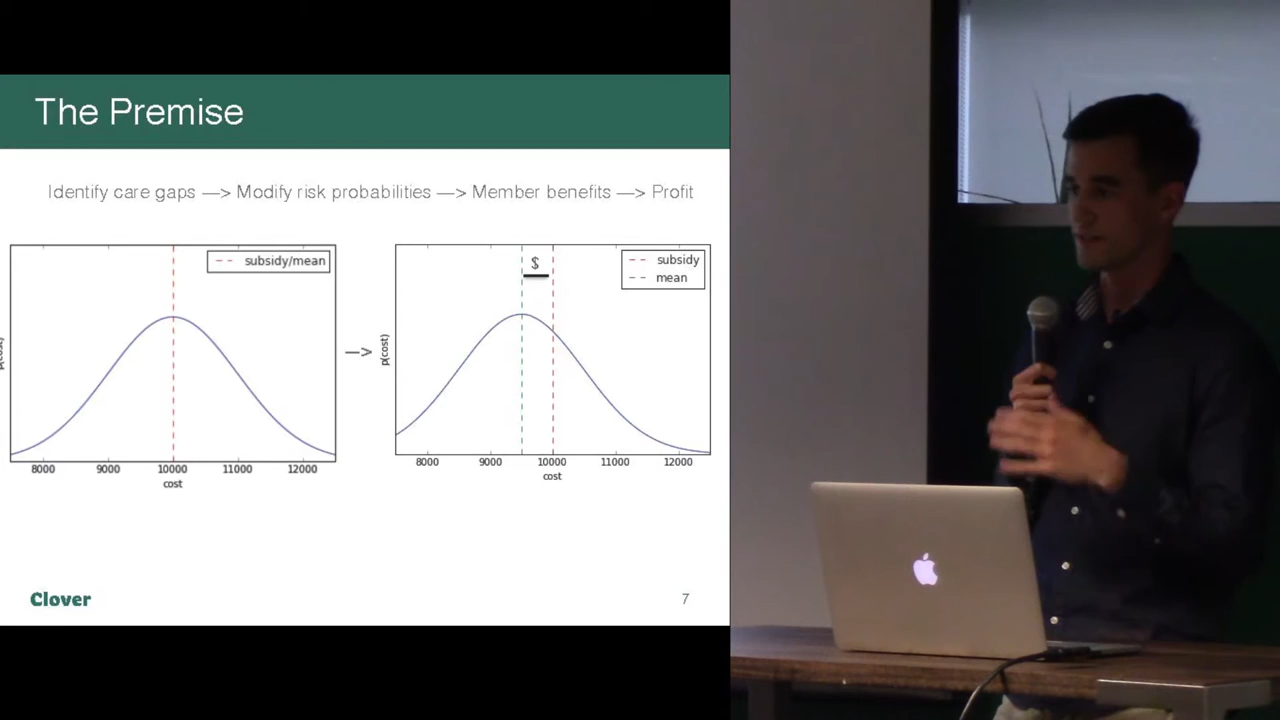 The Premise
Identify care gaps —> Modify risk probabilities —> Member benefits —> Profit
subsidy/mean
8000 9000 10000 11000 12000
cost
—>
$
subsidy
mean
p(cost)
8000 9000 10000 11000 12000
cost
Clover
7